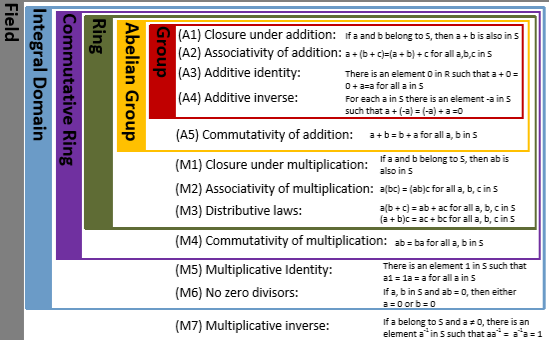 Field
Integral Domain
Commutative Ring
Ring
Abelian Group
Group
(A1) Closure under addition: If a and b belong to S, then a + b is also in S
(A2) Associativity of addition: a + (b + c)=(a + b) + c for all a,b,c in S
(A3) Additive identity: There is an element 0 in R such that a + 0 =
0 + a=a for all a in S
(A4) Additive inverse: For each a in S there is an element -a in S
such that a + (-a) = (-a) + a =0
(A5) Commutativity of addition: a + b = b + a for all a, b in S
(M1) Closure under multiplication: If a and b belong to S, then ab is
also in S
(M2) Associativity of multiplication: a(bc) = (ab)c for all a, b, c in S
(M3) Distributive laws: a(b + c) = ab + ac for all a, b, c in S
(a + b)c = ac + bc for all a, b, c in S
(M4) Commutativity of multiplication: ab = ba for all a, b in S
(M5) Multiplicative Identity: There is an element 1 in S such that
a1 = 1a = a for all a in S
(M6) No zero divisors: If a, b in S and ab = 0, then either
a = 0 or b = 0
(M7) Multiplicative inverse: If a belong to S and a ≠ 0, there is an
element a⁻¹ in S such that aa⁻¹ = a⁻¹a = 1